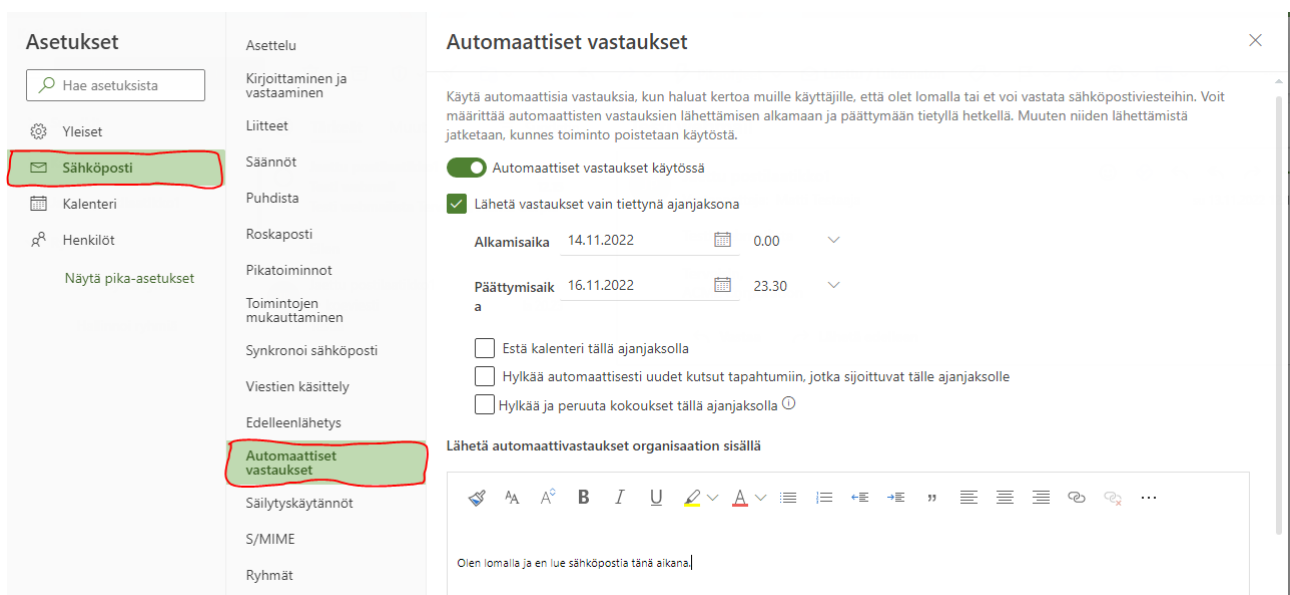 Asetukset
Hae asetuksista
Yleiset
Sähköposti
Kalenteri
Henkilöt
Näytä pika-asetukset
Asettelu
Kirjoittaminen ja
vastaaminen
Liitteet
Säännöt
Puhdista
Roskaposti
Pikatoiminnot
Toimintojen
mukauttaminen
Synkronoi sähköposti
Viestien käsittely
Edelleenlähetys
Automaattiset
vastaukset
Säilytyskäytännöt
S/MIME
Ryhmät
Automaattiset vastaukset
Käytä automaattisia vastauksia, kun haluat kertoa muille käyttäjille, että olet lomalla tai et voi vastata sähköpostiviesteihin. Voit
määrittää automaattisten vastauksien lähettämisen alkamaan ja päättymään tietyllä hetkellä. Muuten niiden lähettämistä
jatketaan, kunnes toiminto poistetaan käytöstä.
Automaattiset vastaukset käytössä
Lähetä vastaukset vain tiettynä ajanjaksona
Alkamisaika 14.11.2022 0.00
Päättymisaik 16.11.2022 23.30
a
Estä kalenteri tällä ajanjaksolla
Hylkää automaattisesti uudet kutsut tapahtumiin, jotka sijoittuvat tälle ajanjaksolle
Hylkää ja peruuta kokoukset tällä ajanjaksolla
Lähetä automaattivastaukset organisaation sisällä
Olen lomalla ja en lue sähköpostia tänä aikana.